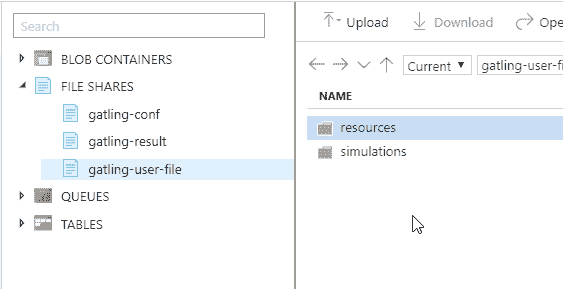 Search
BLOB CONTAINERS
FILE SHARES
gatling-conf
gatling-result
gatling-user-file
QUEUES
TABLES
Upload Download Ope
Current gatling-user-fi
NAME
resources
simulations